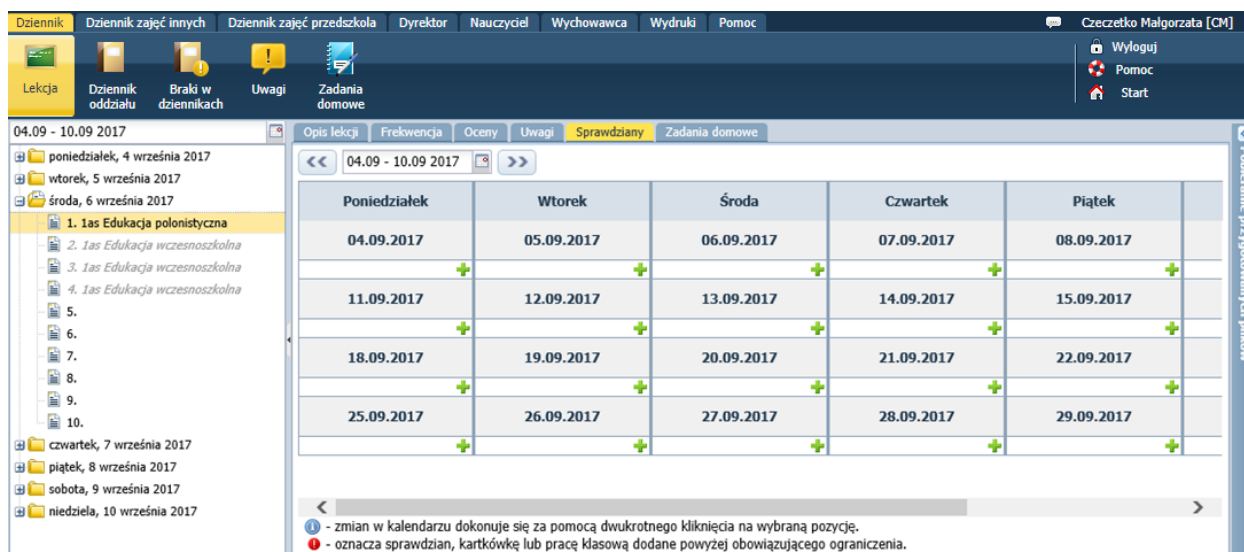 Dziennik Dziennik zajęć innych Dziennik zajęć przedszkola Dyrektor Nauczyciel Wychowawca Wydruki Pomoc Czeczetko Małgorzata [CM]
Lekcja Dziennik oddziału Braki w dziennikach Uwagi Zadania domowe
Wyloguj
Pomoc
Start
04.09 - 10.09 2017
poniedziałek, 4 września 2017
wtorek, 5 września 2017
środa, 6 września 2017
1. 1as Edukacja polonistyczna
2. 1as Edukacja wczesnoszkolna
3. 1as Edukacja wczesnoszkolna
4. 1as Edukacja wczesnoszkolna
5.
6.
7.
8.
9.
10.
czwartek, 7 września 2017
piątek, 8 września 2017
sobota, 9 września 2017
niedziela, 10 września 2017
Opis lekcji Frekwencja Oceny Uwagi Sprawdziany Zadania domowe
<< 04.09 - 10.09 2017 >>
Poniedziałek Wtorek Środa Czwartek Piątek
04.09.2017 05.09.2017 06.09.2017 07.09.2017 08.09.2017
11.09.2017 12.09.2017 13.09.2017 14.09.2017 15.09.2017
18.09.2017 19.09.2017 20.09.2017 21.09.2017 22.09.2017
25.09.2017 26.09.2017 27.09.2017 28.09.2017 29.09.2017
- zmian w kalendarzu dokonuje się za pomocą dwukrotnego kliknięcia na wybraną pozycję.
- oznacza sprawdzian, kartkówkę lub pracę klasową dodane powyżej obowiązującego ograniczenia.